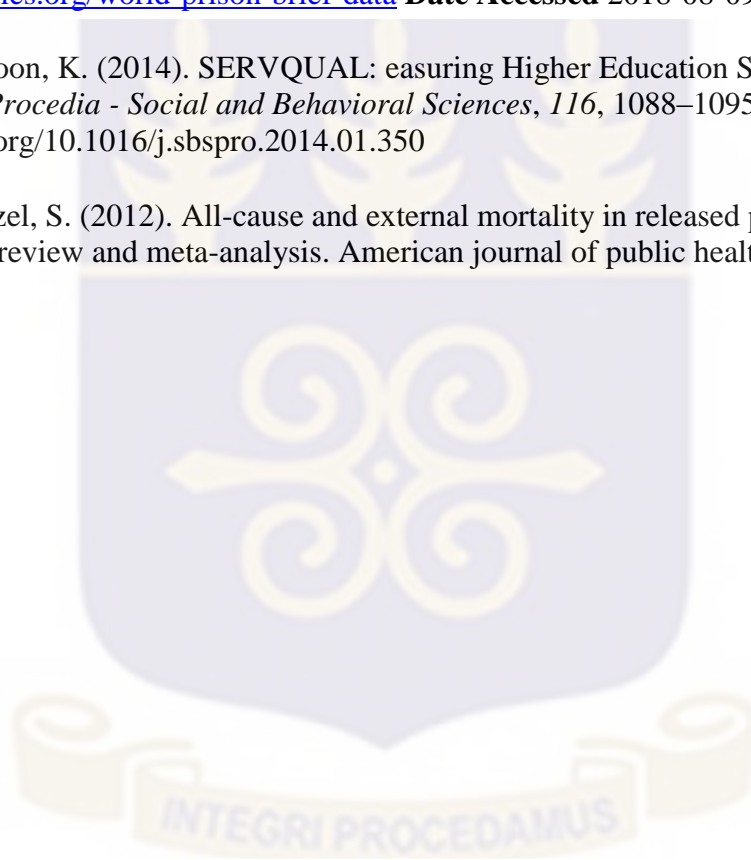 ies.org/world-prison-brief-data Date Accessed 2018-08-09
oon, K. (2014). SERVQUAL: easuring Higher Education S
Procedia - Social and Behavioral Sciences, 116, 1088–1095
org/10.1016/j.sbspro.2014.01.350
zel, S. (2012). All-cause and external mortality in released p
review and meta-analysis. American journal of public healt
INTEGRI PROCEDAMUS